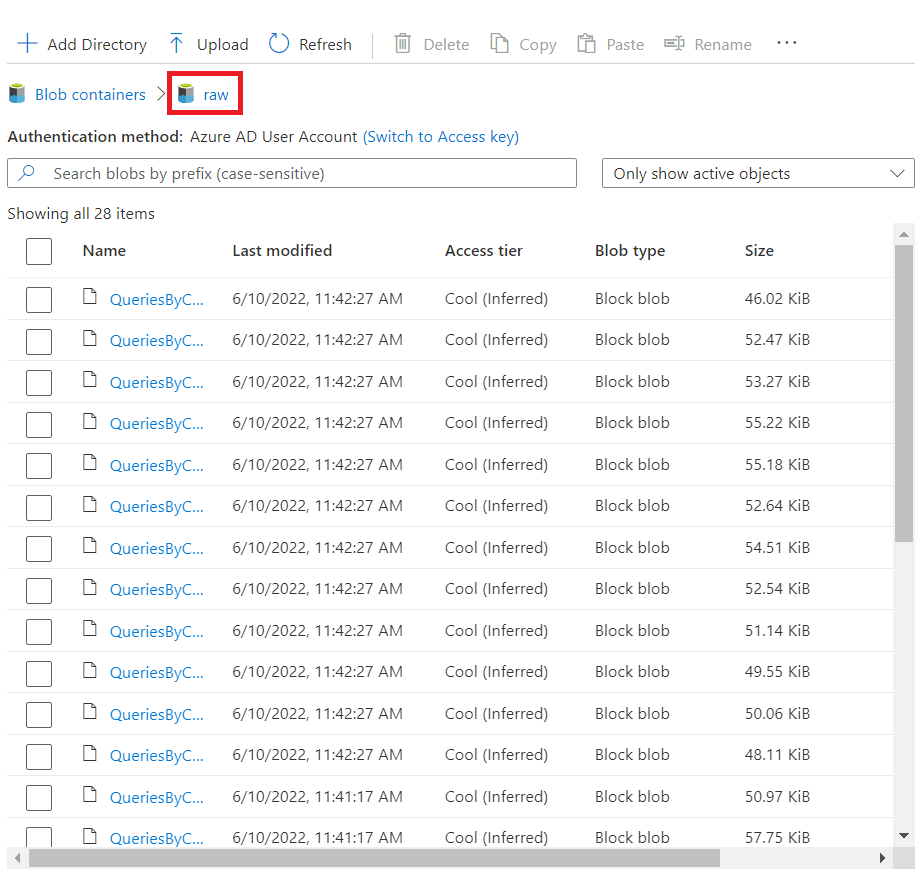 Add Directory Upload Refresh Delete Copy Paste Rename ...
Blob containers > raw
Authentication method: Azure AD User Account (Switch to Access key)
Search blobs by prefix (case-sensitive) Only show active objects
Showing all 28 items
Name Last modified Access tier Blob type Size
QueriesByC... 6/10/2022, 11:42:27 AM Cool (Inferred) Block blob 46.02 KiB
QueriesByC... 6/10/2022, 11:42:27 AM Cool (Inferred) Block blob 52.47 KiB
QueriesByC... 6/10/2022, 11:42:27 AM Cool (Inferred) Block blob 53.27 KiB
QueriesByC... 6/10/2022, 11:42:27 AM Cool (Inferred) Block blob 55.22 KiB
QueriesByC... 6/10/2022, 11:42:27 AM Cool (Inferred) Block blob 55.18 KiB
QueriesByC... 6/10/2022, 11:42:27 AM Cool (Inferred) Block blob 52.64 KiB
QueriesByC... 6/10/2022, 11:42:27 AM Cool (Inferred) Block blob 54.51 KiB
QueriesByC... 6/10/2022, 11:42:27 AM Cool (Inferred) Block blob 52.54 KiB
QueriesByC... 6/10/2022, 11:42:27 AM Cool (Inferred) Block blob 51.14 KiB
QueriesByC... 6/10/2022, 11:42:27 AM Cool (Inferred) Block blob 49.55 KiB
QueriesByC... 6/10/2022, 11:42:27 AM Cool (Inferred) Block blob 50.06 KiB
QueriesByC... 6/10/2022, 11:42:27 AM Cool (Inferred) Block blob 48.11 KiB
QueriesByC... 6/10/2022, 11:41:17 AM Cool (Inferred) Block blob 50.97 KiB
QueriesByC... 6/10/2022, 11:41:17 AM Cool (Inferred) Block blob 57.75 KiB